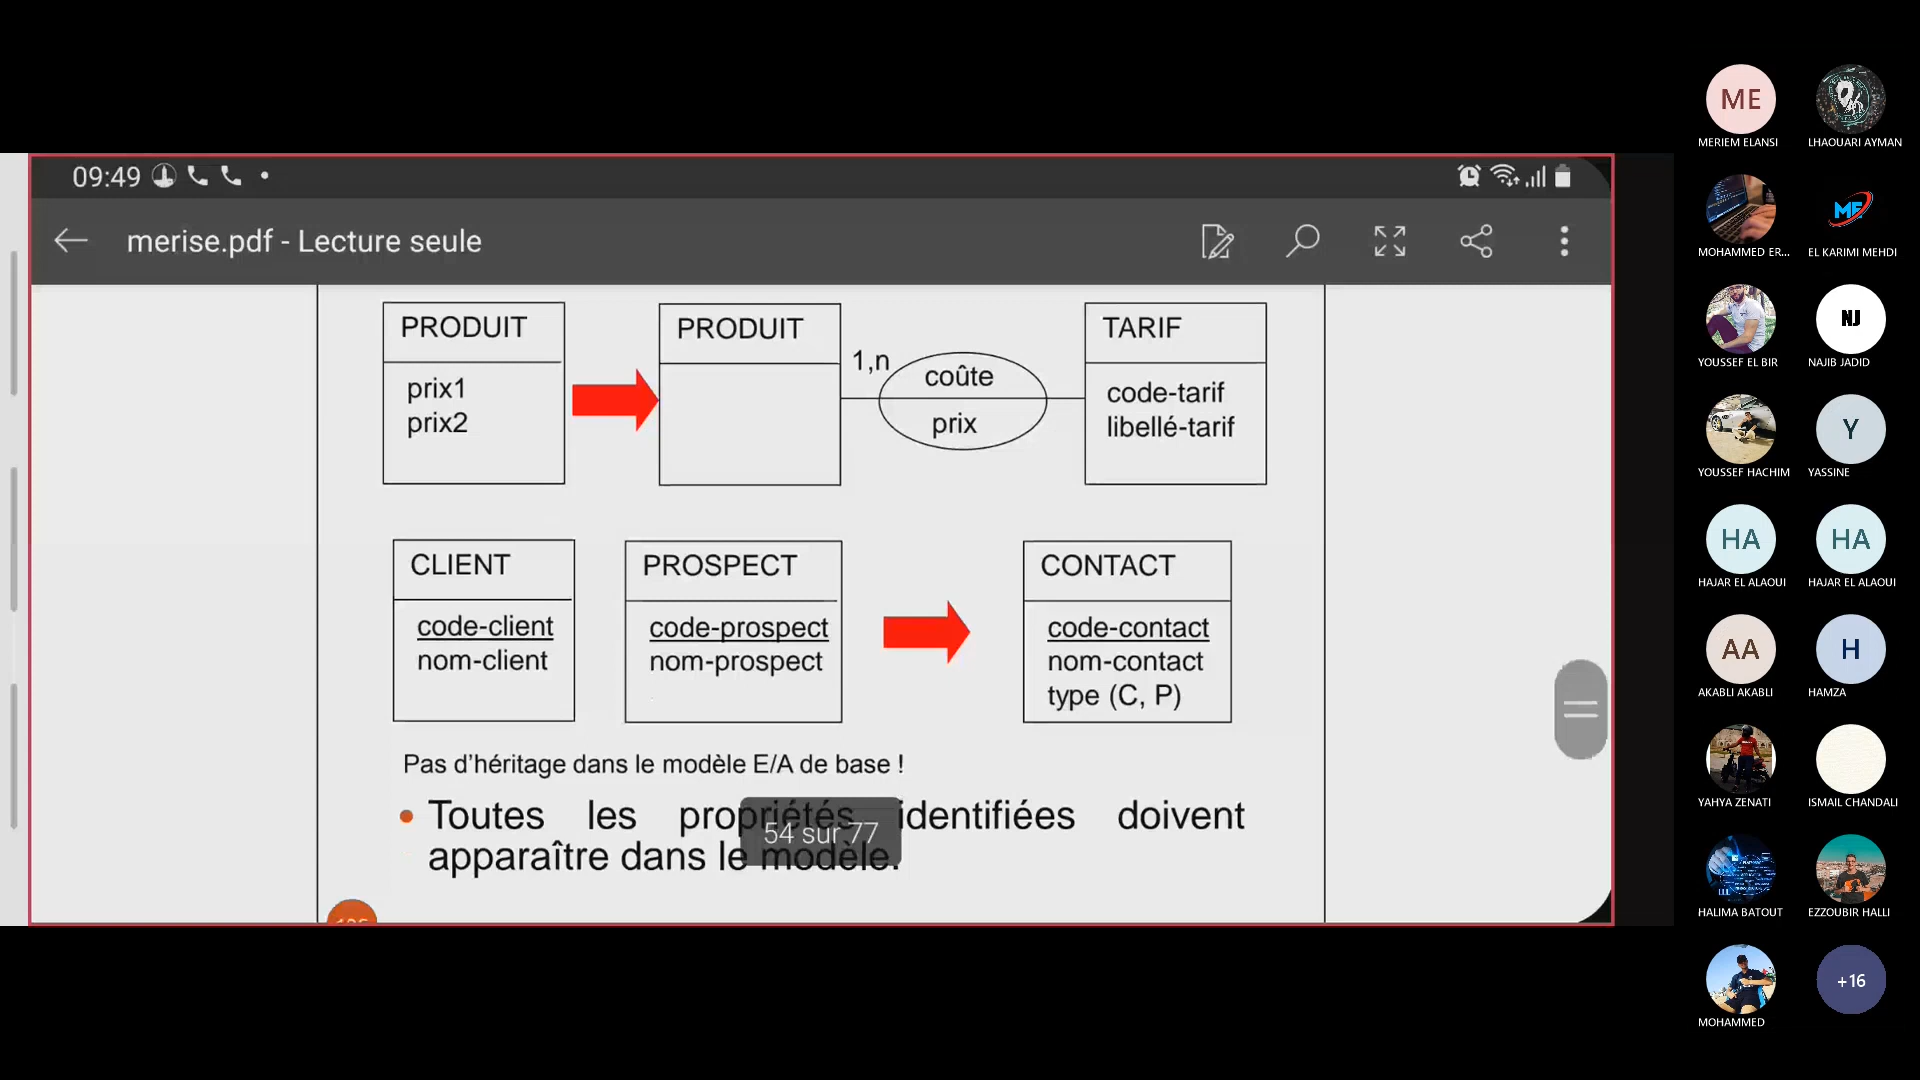 09:49
merise.pdf - Lecture seule
PRODUIT
prix1
prix2
PRODUIT
1,n
coûte
prix
TARIF
code-tarif
libellé-tarif
CLIENT
code-client
nom-client
PROSPECT
code-prospect
nom-prospect
CONTACT
code-contact
nom-contact
type (C, P)
Pas d'héritage dans le modèle E/A de base !
• Toutes les propriétés identifiées doivent
apparaître dans le modèle.
54 sur 77
ME
MERIEM ELANSI
LHAOUARI AYMAN
MOHAMMED ER...
ME
EL KARIMI MEHDI
YOUSSEF EL BIR
NJ
NAJIB JADID
YOUSSEF HACHIM
Y
YASSINE
HA
HAJAR EL ALAOUI
HA
HAJAR EL ALAOUI
AA
AKABLI AKABLI
H
HAMZA
YAHYA ZENATI
ISMAIL CHANDALI
HALIMA BATOUT
EZZOUBIR HALLI
MOHAMMED
+16